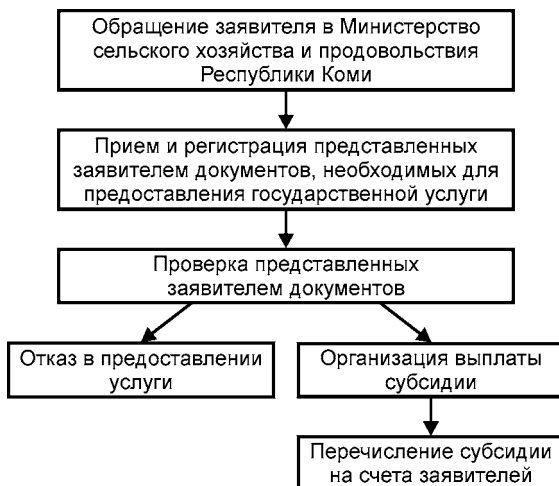 Обращение заявителя в Министерство
сельского хозяйства и продовольствия
Республики Коми
Прием и регистрация представленных
заявителем документов, необходимых для
предоставления государственной услуги
Проверка представленных
заявителем документов
Отказ в предоставлении
услуги
Организация выплаты
субсидии
Перечисление субсидии
на счета заявителей